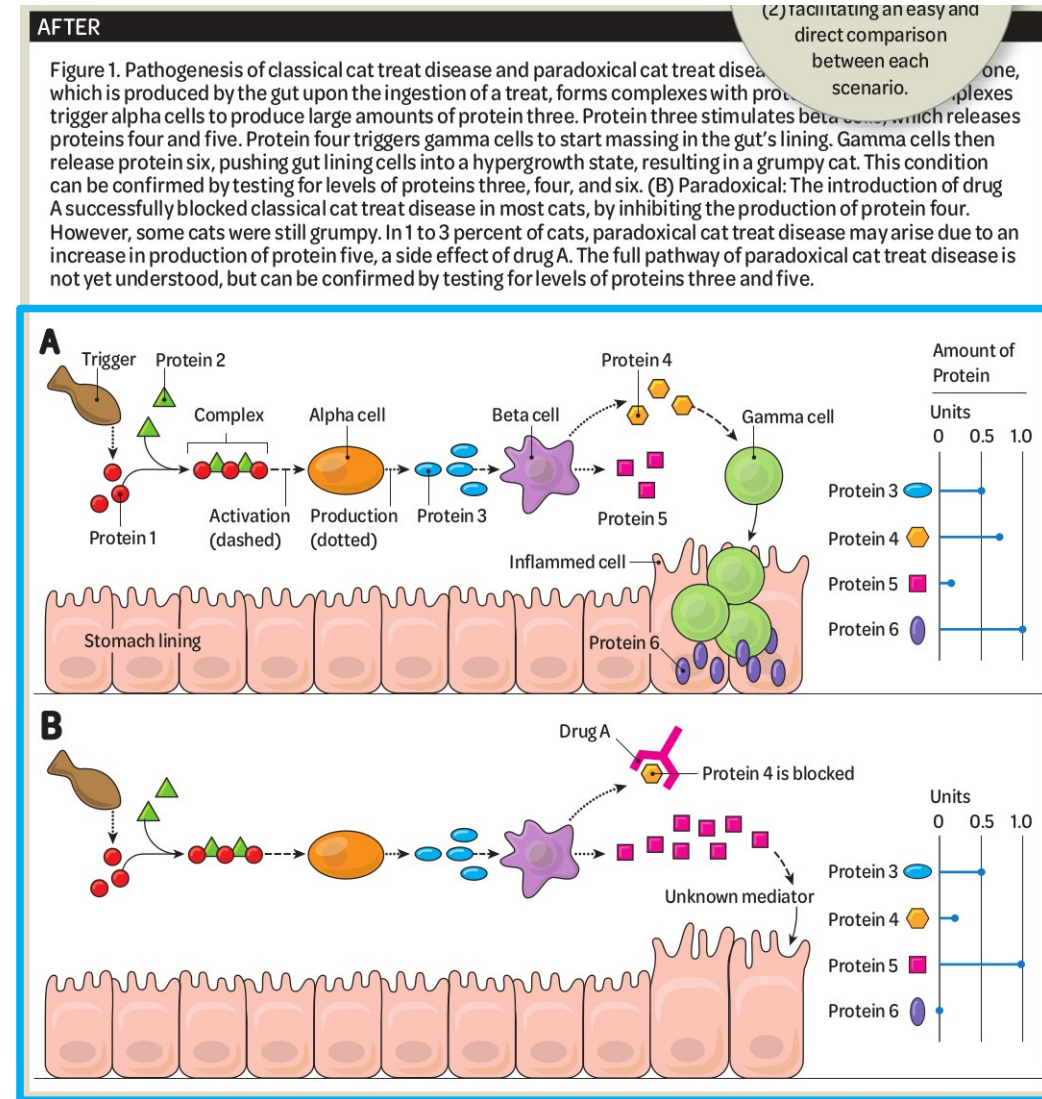 (2) facilitating an easy and
AFTER
direct comparison
between each
scenario.
Figure 1. Pathogenesis of classical cat treat disease and paradoxical cat treat one,
which is produced by the gut upon the ingestion of a treat, forms complexes with
trigger alpha cells to produce large amounts of protein three. Protein three stimulates beta which releases
proteins four and five. Protein four triggers gamma cells to start massing in the gut's lining. Gamma cells then
release protein six, pushing gut lining cells into a hypergrowth state, resulting in a grumpy cat. This condition
can be confirmed by testing for levels of proteins three, four, and six. (B) Paradoxical: The introduction of drug
A successfully blocked classical cat treat disease in most cats, by inhibiting the production of protein four.
However, some cats were still grumpy. In 1 to 3 percent of cats, paradoxical cat treat disease may arise due to an
increase in production of protein five, a side effect of drug A. The full pathway of paradoxical cat treat disease is
not yet understood, but can be confirmed by testing for levels of proteins three and five.
A
Trigger
Protein 2
Complex
Alpha cell
Beta cell
Protein 4
Gamma cell
Protein 1
Activation
(dashed)
Production
(dotted)
Protein 3
Protein 5
Inflammed cell
Stomach lining
Protein 6
Amount of
Protein
Units
0 0.5 1.0
Protein 3
Protein 4
Protein 5
Protein 6
B
Drug A
Protein 4 is blocked
Unknown mediator
Units
0 0.5 1.0
Protein 3
Protein 4
Protein 5
Protein 6